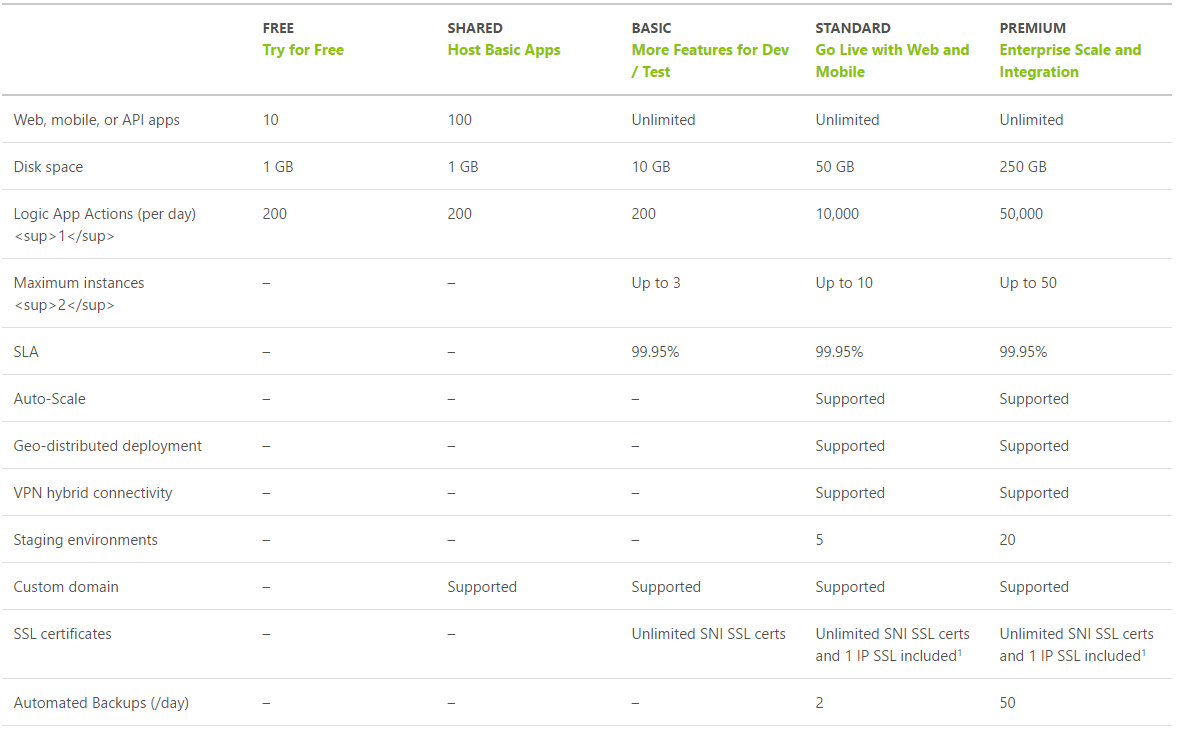 FREE SHARED BASIC STANDARD PREMIUM
Try for Free Host Basic Apps More Features for Dev Go Live with Web and Enterprise Scale and
/ Test Mobile Integration
Web, mobile, or API apps 10 100 Unlimited Unlimited Unlimited
Disk space 1 GB 1 GB 10 GB 50 GB 250 GB
Logic App Actions (per day) 200 200 200 10,000 50,000
<sup>1</sup>
Maximum instances – – Up to 3 Up to 10 Up to 50
<sup>2</sup>
SLA – – 99.95% 99.95% 99.95%
Auto-Scale – – – Supported Supported
Geo-distributed deployment – – – Supported Supported
VPN hybrid connectivity – – – Supported Supported
Staging environments – – – 5 20
Custom domain – Supported Supported Supported Supported
SSL certificates – – Unlimited SNI SSL certs Unlimited SNI SSL certs Unlimited SNI SSL certs
and 1 IP SSL included¹ and 1 IP SSL included¹
Automated Backups (/day) – – – 2 50